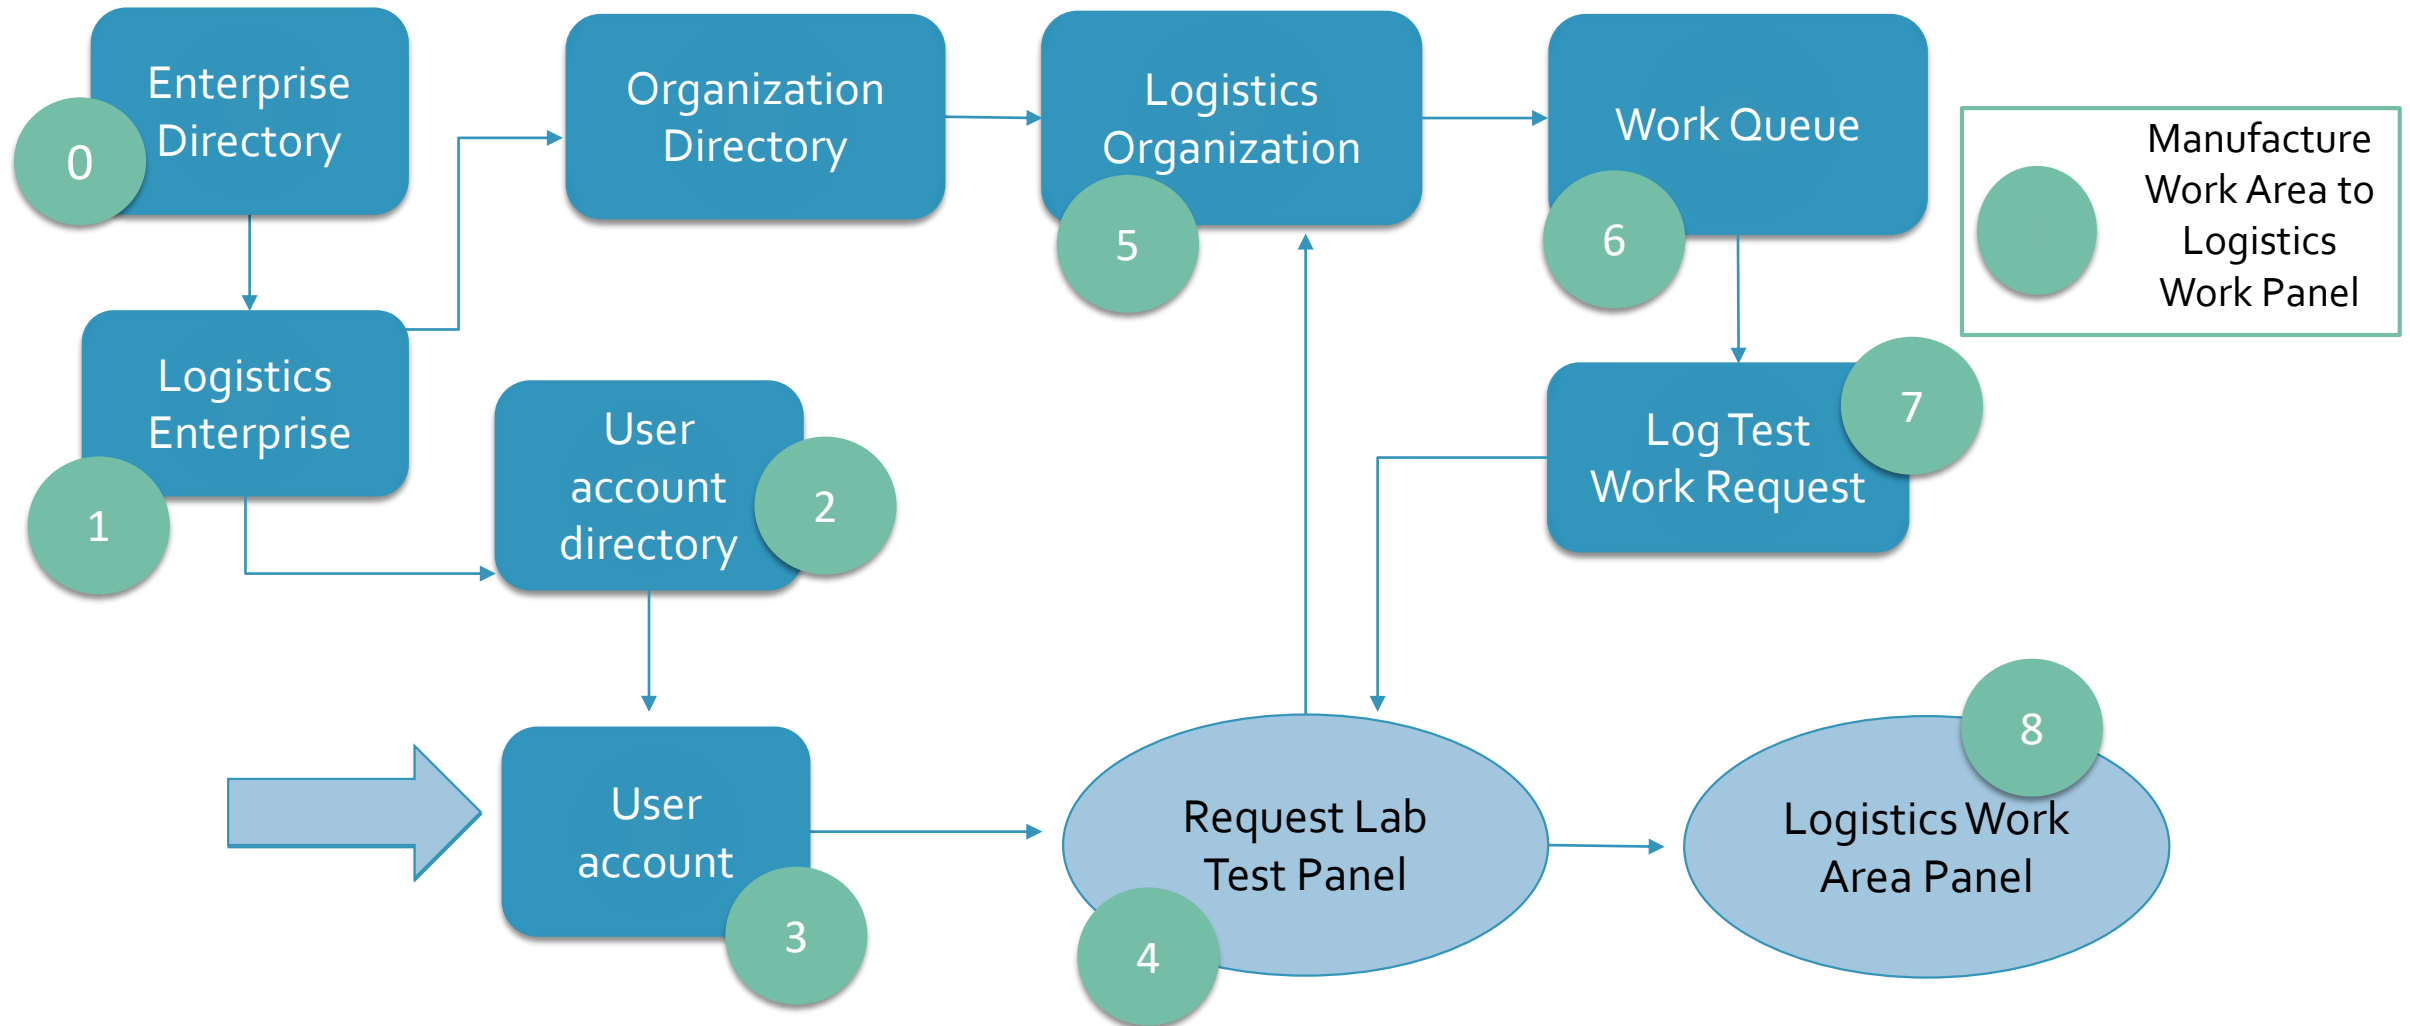 Enterprise
Directory
0
Organization
Directory
Logistics
Organization
5
Work Queue
6
Manufacture
Work Area to
Logistics
Work Panel
Logistics
Enterprise
1
User
account
directory
2
Log Test
Work Request
7
User
account
3
Request Lab
Test Panel
4
Logistics Work
Area Panel
8